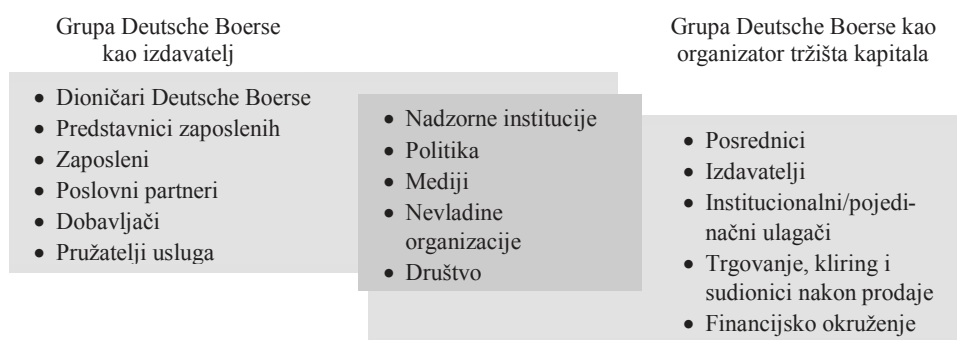 Grupa Deutsche Boerse
kao izdavatelj
Grupa Deutsche Boerse kao
organizator tržišta kapitala
• Dioničari Deutsche Boerse
• Predstavnici zaposlenih
• Zaposleni
• Poslovni partneri
• Dobavljači
• Pružatelji usluga
• Nadzorne institucije
• Politika
• Mediji
• Nevladine
organizacije
• Društvo
• Posrednici
• Izdavatelji
• Institucionalni/pojedi-
načni ulagači
• Trgovanje, kliring i
sudionici nakon prodaje
• Financijsko okruženje